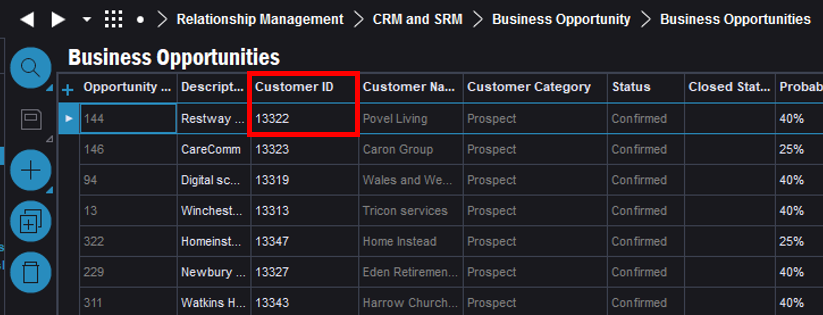 Relationship Management CRM and SRM Business Opportunity Business Opportunities
Business Opportunities
Opportunity ... Descript... Customer ID Customer Na... Customer Category Status Closed Stat... Probab
144 Restway ... 13322 Povel Living Prospect Confirmed 40%
146 CareComm 13323 Caron Group Prospect Confirmed 25%
94 Digital sc... 13319 Wales and We... Prospect Confirmed 40%
13 Winchest... 13313 Tricon services Prospect Confirmed 40%
322 Homeinst... 13347 Home Instead Prospect Confirmed 25%
229 Newbury ... 13327 Eden Retiremen... Prospect Confirmed 40%
311 Watkins H... 13343 Harrow Church... Prospect Confirmed 40%